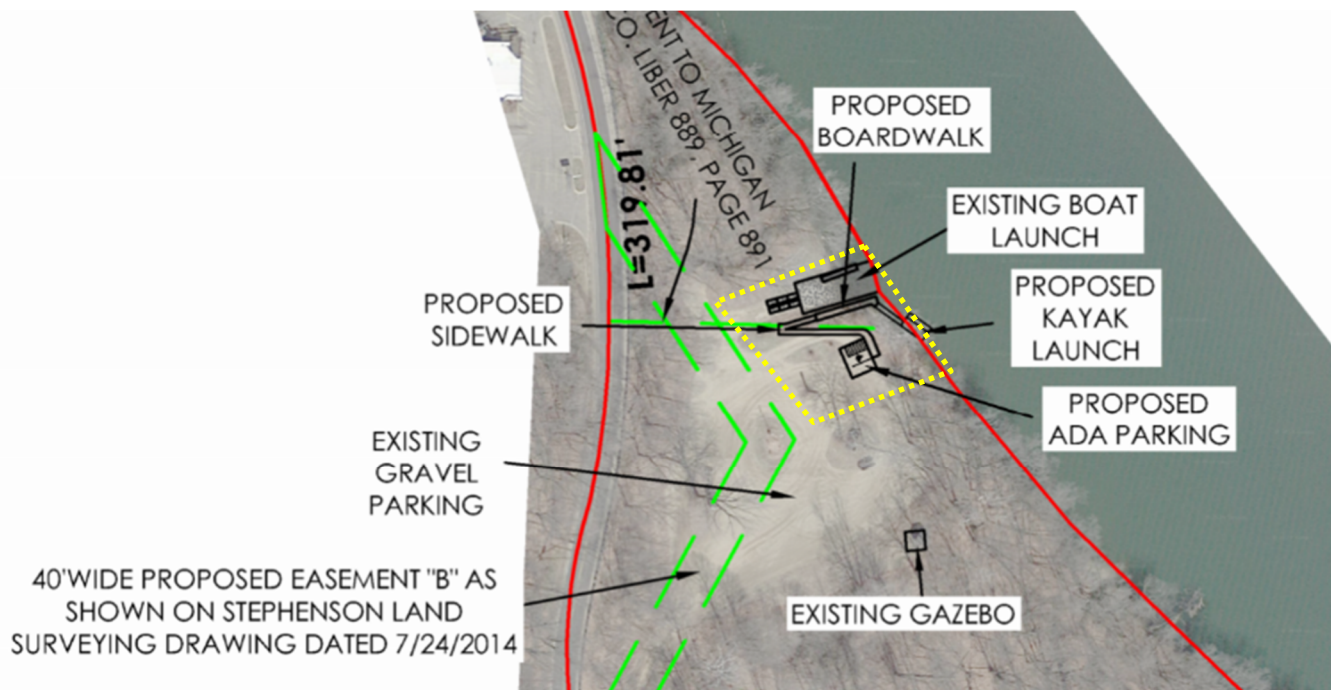 ENT TO MICHIGAN
CO. LIBER 889, PAGE 891
L=319.81'
PROPOSED
BOARDWALK
EXISTING BOAT
LAUNCH
PROPOSED
KAYAK
LAUNCH
PROPOSED
SIDEWALK
PROPOSED
ADA PARKING
EXISTING
GRAVEL
PARKING
40'WIDE PROPOSED EASEMENT "B" AS
SHOWN ON STEPHENSON LAND
SURVEYING DRAWING DATED 7/24/2014
EXISTING GAZEBO